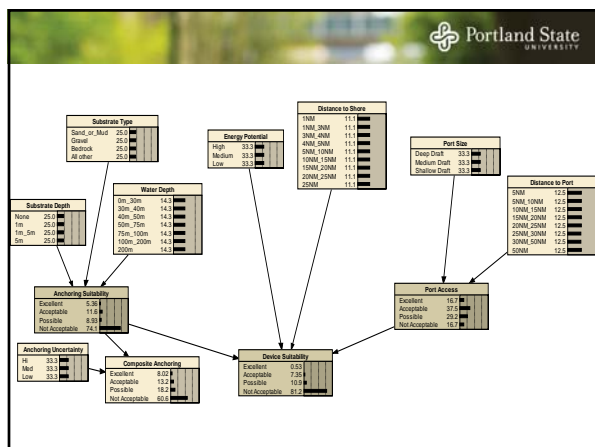 Portland State
UNIVERSITY
Substrate Type
Sand_or_Mud 25.0
Gravel 25.0
Bedrock 25.0
All other 25.0
Energy Potential
High 33.3
Medium 33.3
Low 33.3
Distance to Shore
1NM 11.1
1NM_3NM 11.1
3NM_4NM 11.1
4NM_5NM 11.1
5NM_10NM 11.1
10NM_15NM 11.1
15NM_20NM 11.1
20NM_25NM 11.1
25NM 11.1
Port Size
Deep Draft 33.3
Medium Draft 33.3
Shallow Draft 33.3
Substrate Depth
None 25.0
1m 25.0
1m_5m 25.0
5m 25.0
Water Depth
0m_30m 14.3
30m_40m 14.3
40m_50m 14.3
50m_75m 14.3
75m_100m 14.3
100m_200m 14.3
200m 14.3
Distance to Port
5NM 12.5
5NM_10NM 12.5
10NM_15NM 12.5
15NM_20NM 12.5
20NM_25NM 12.5
25NM_30NM 12.5
30NM_50NM 12.5
50NM 12.5
Anchoring Suitability
Excellent 5.36
Acceptable 11.6
Possible 8.93
Not Acceptable 74.1
Port Access
Excellent 16.7
Acceptable 37.5
Possible 29.2
Not Acceptable 16.7
Anchoring Uncertainty
Hi 33.3
Med 33.3
Low 33.3
Composite Anchoring
Excellent 8.02
Acceptable 13.2
Possible 18.2
Not Acceptable 60.6
Device Suitability
Excellent 0.53
Acceptable 7.35
Possible 10.9
Not Acceptable 81.2